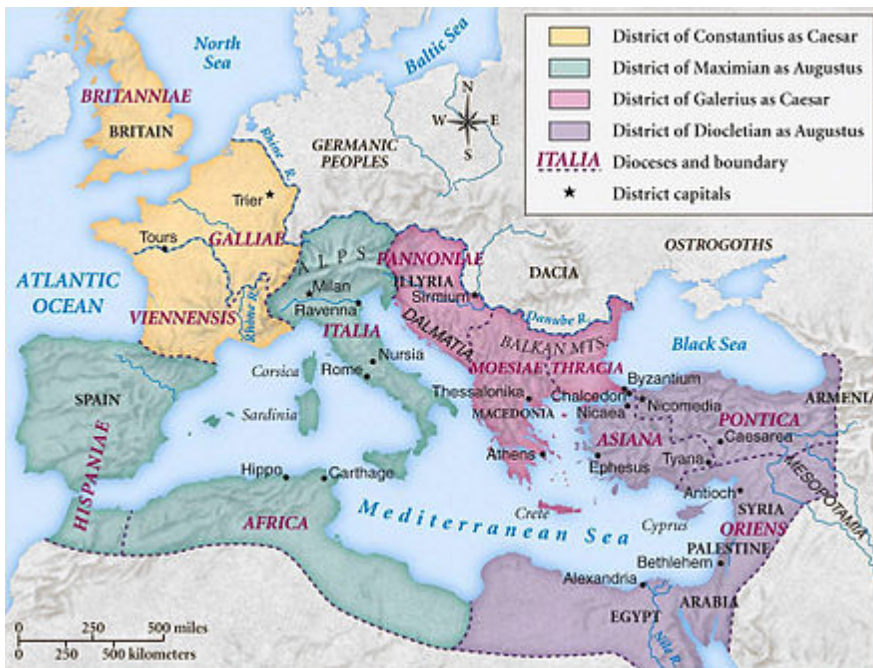 District of Constantius as Caesar
District of Maximian as Augustus
District of Galerius as Caesar
District of Diocletian as Augustus
ITALIA Dioceses and boundary
★ District capitals
North
Sea
Baltic Sea
BRITANNIAE
BRITAIN
N
W E
S
Rhine R.
GERMANIC
PEOPLES
Trier
Tours
GALLIAE
ATLANTIC
OCEAN
ALPS
PANNONIAE
ILLYRIA
Sirmium
DACIA
OSTROGOTHS
Milan
Ravenna
VIENNENSIS
Rhône R.
ITALIA
DALMATIA
Danube R.
BALKAN MTS.
Black Sea
Corsica
Nursia
Rome
MOESIAE
THRACIA
Byzantium
SPAIN
Sardinia
Thessalonika
MACEDONIA
Chalcedon
Nicaea
Nicomedia
PONTICA
ARMENIA
Caesarea
HISPANIAE
Hippo
Carthage
Athens
ASIANA
Ephesus
Tyana
MESOPOTAMIA
Antioch
SYRIA
AFRICA
Mediterranean Sea
Crete
Cyprus
ORIENS
PALESTINE
Bethlehem
Alexandria
EGYPT
ARABIA
Nile R.
0 250 500 miles
0 250 500 kilometers